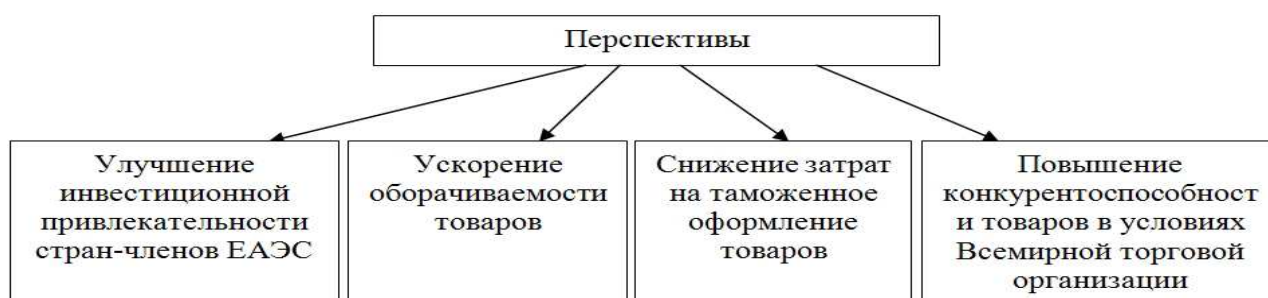 Перспективы
Улучшение
инвестиционной
привлекательности
стран-членов ЕАЭС
Ускорение
оборачиваемости
товаров
Снижение затрат
на таможенное
оформление
товаров
Повышение
конкурентоспособност
и товаров в условиях
Всемирной торговой
организации